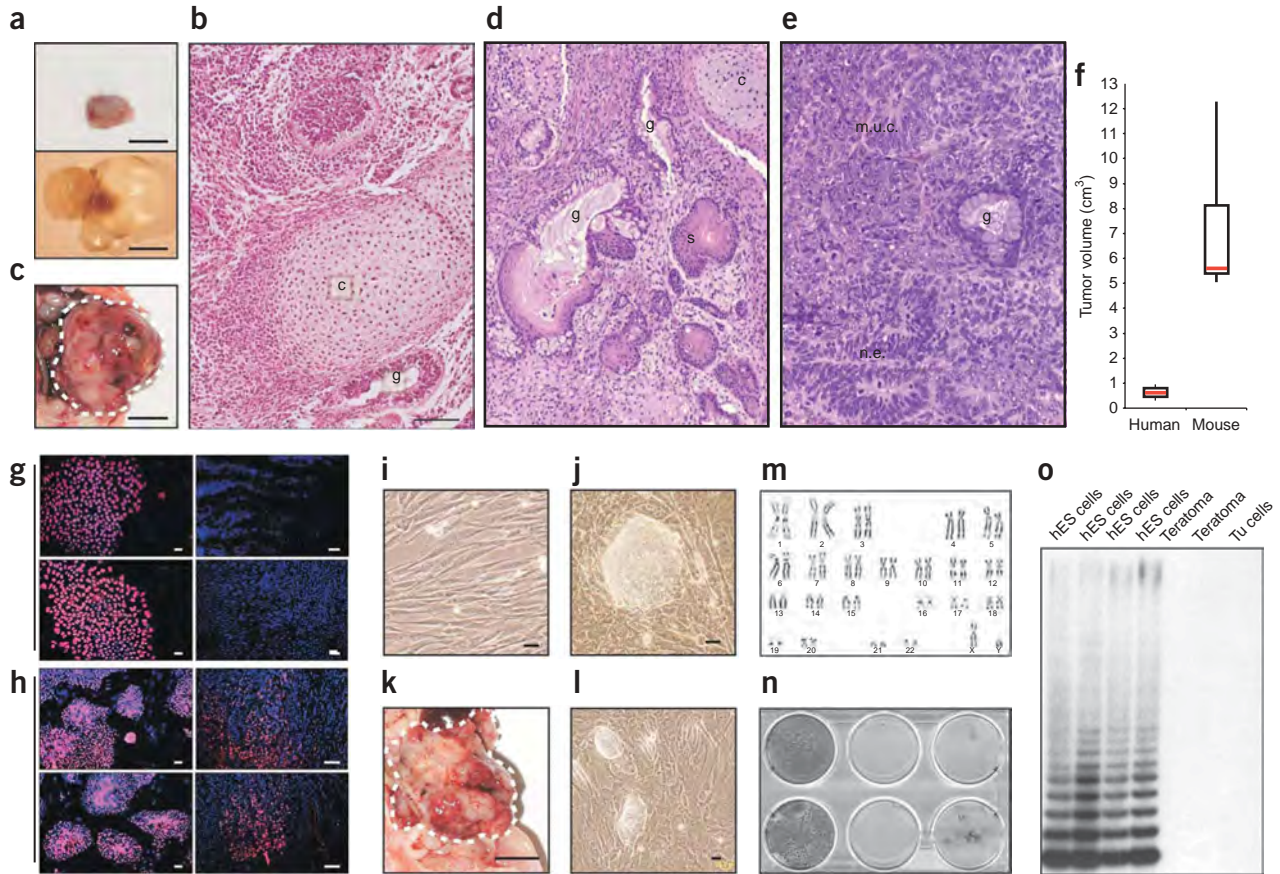 a
b
d
e
c
g
c
g
c
g
g
s
m.u.c.
g
n.e.
f
13
12
11
10
9
8
7
6
5
4
3
2
1
0
Tumor volume (cm³)
Human Mouse
g
h
i
j
k
l
m
1 2 3 4 5
6 7 8 9 10 11 12
13 14 15 16 17 18
19 20 21 22 X Y
n
o
hES cells
hES cells
hES cells
hES cells
Teratoma
Teratoma
Tu cells